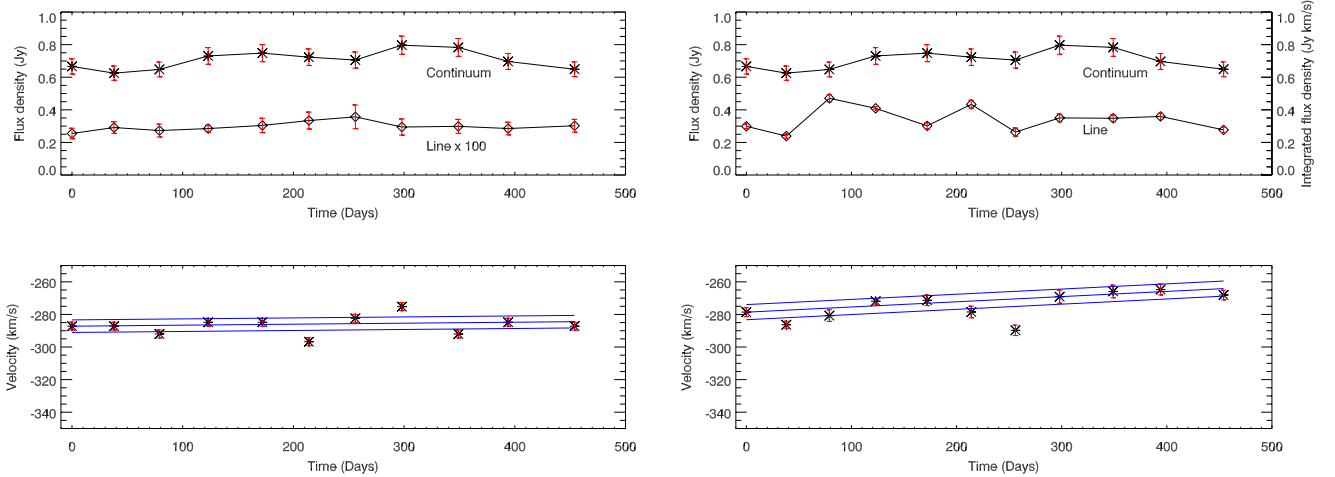 1.0
0.8
0.6
0.4
0.2
0.0
Flux density (Jy)
Continuum
Line x 100
0 100 200 300 400 500
Time (Days)
1.0
0.8
0.6
0.4
0.2
0.0
Flux density (Jy)
Continuum
Line
1.0
0.8
0.6
0.4
0.2
0.0
Integrated flux density (Jy km/s)
0 100 200 300 400 500
Time (Days)
-260
-280
-300
-320
-340
Velocity (km/s)
0 100 200 300 400 500
Time (Days)
-260
-280
-300
-320
-340
Velocity (km/s)
0 100 200 300 400 500
Time (Days)